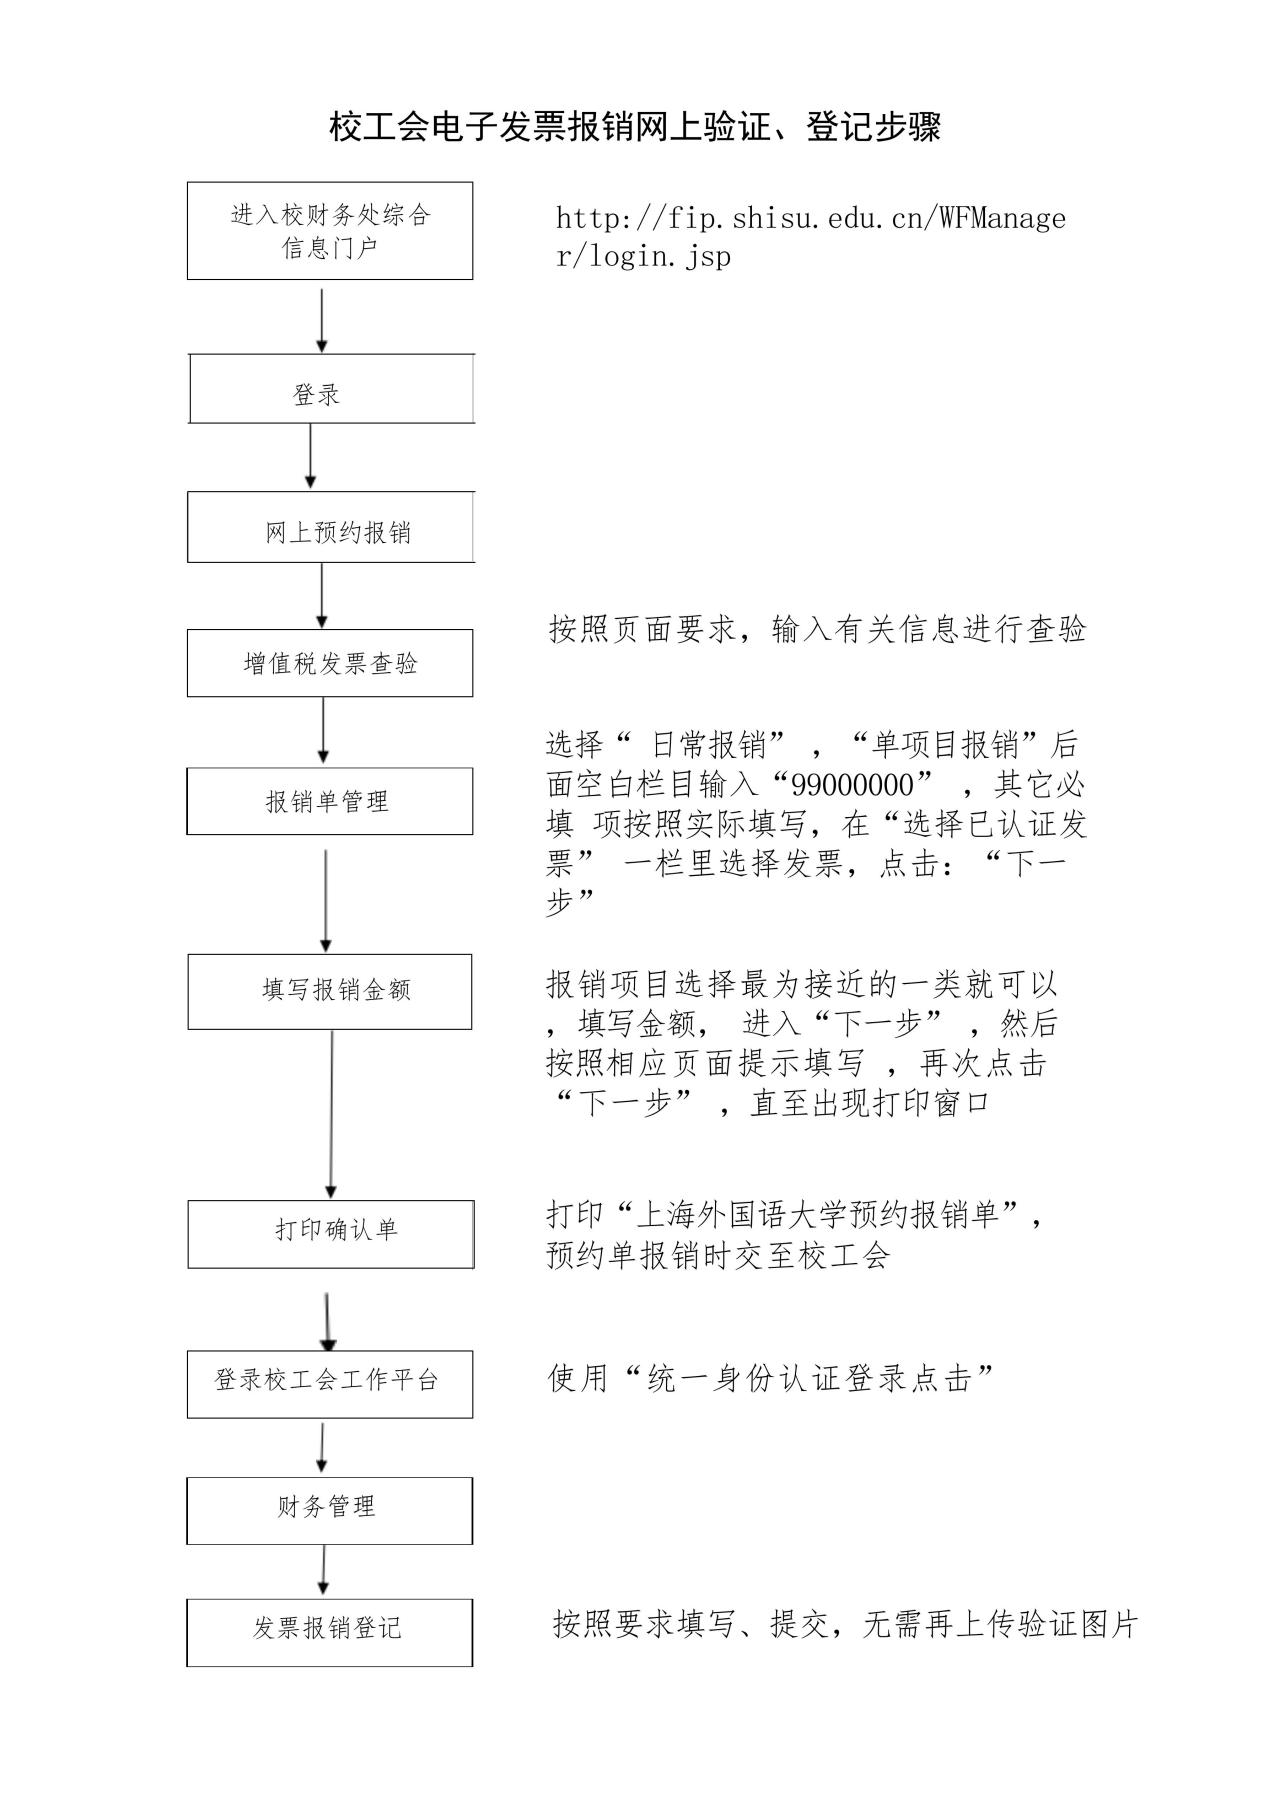 校工会电子发票报销网上验证、登记步骤
进入校财务处综合
信息门户
http://fip.shisu.edu.cn/WFManage
r/login.jsp
登录
网上预约报销
增值税发票查验
按照页面要求，输入有关信息进行查验
报销单管理
选择“ 日常报销” ，“单项目报销”后
面空白栏目输入“99000000” ，其它必
填 项按照实际填写，在“选择已认证发
票” 一栏里选择发票，点击：“下一
步”
填写报销金额
报销项目选择最为接近的一类就可以
，填写金额， 进入“下一步” ，然后
按照相应页面提示填写 ，再次点击
“下一步” ，直至出现打印窗口
打印确认单
打印“上海外国语大学预约报销单”，
预约单报销时交至校工会
登录校工会工作平台
使用“统一身份认证登录点击”
财务管理
发票报销登记
按照要求填写、提交，无需再上传验证图片